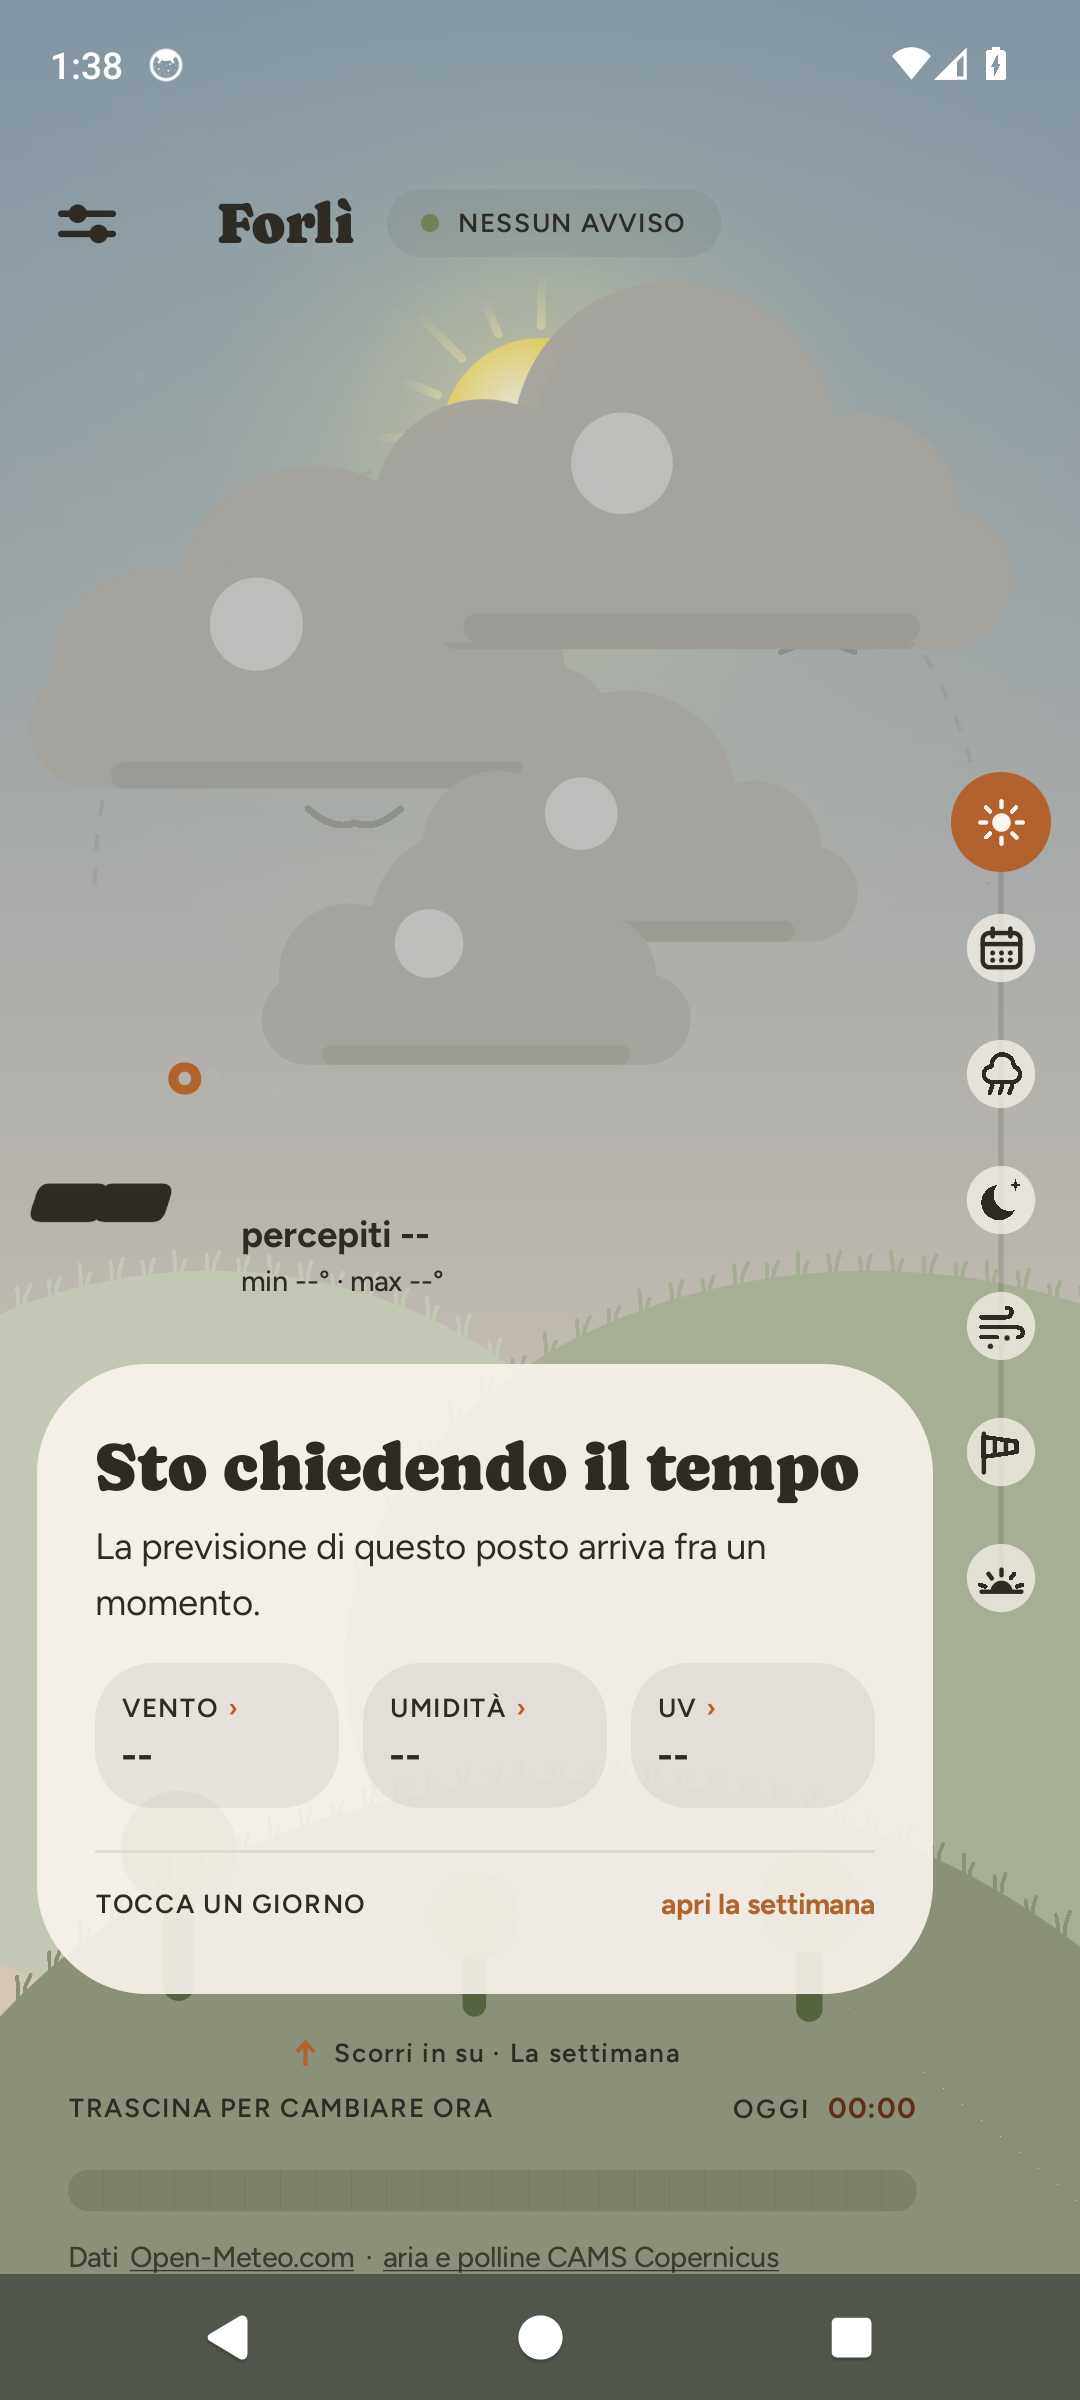 1:38
Forlì
NESSUN AVVISO
percepiti --
min --° · max --°
Sto chiedendo il tempo
La previsione di questo posto arriva fra un
momento.
VENTO ›
--
UMIDITÀ ›
--
UV ›
--
TOCCA UN GIORNO
apri la settimana
↑ Scorri in su · La settimana
TRASCINA PER CAMBIARE ORA
OGGI 00:00
Dati Open-Meteo.com · aria e polline CAMS Copernicus